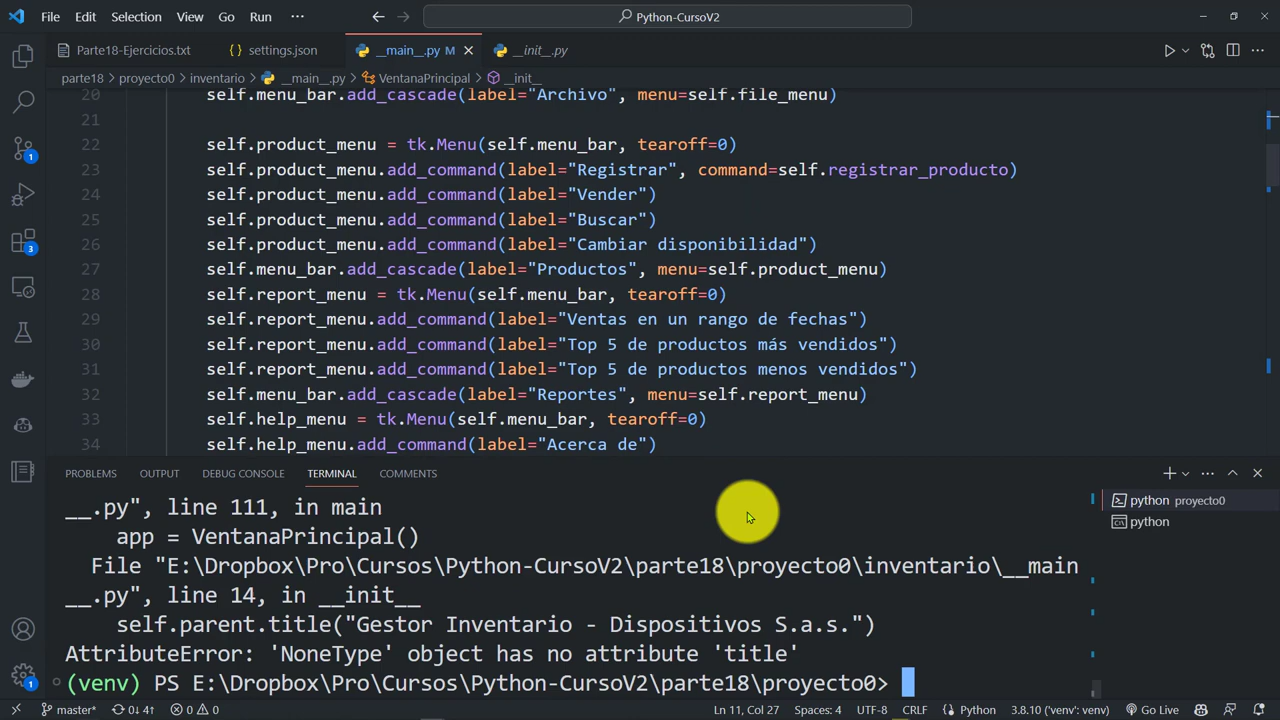 File Edit Selection View Go Run ··· Python-CursoV2
Parte18-Ejercicios.txt {} settings.json __main__.py M __init__.py
parte18 > proyecto0 > inventario > __main__.py > VentanaPrincipal > __init__
20 self.menu_bar.add_cascade(label="Archivo", menu=self.file_menu)
21
22 self.product_menu = tk.Menu(self.menu_bar, tearoff=0)
23 self.product_menu.add_command(label="Registrar", command=self.registrar_producto)
24 self.product_menu.add_command(label="Vender")
25 self.product_menu.add_command(label="Buscar")
26 self.product_menu.add_command(label="Cambiar disponibilidad")
27 self.menu_bar.add_cascade(label="Productos", menu=self.product_menu)
28 self.report_menu = tk.Menu(self.menu_bar, tearoff=0)
29 self.report_menu.add_command(label="Ventas en un rango de fechas")
30 self.report_menu.add_command(label="Top 5 de productos más vendidos")
31 self.report_menu.add_command(label="Top 5 de productos menos vendidos")
32 self.menu_bar.add_cascade(label="Reportes", menu=self.report_menu)
33 self.help_menu = tk.Menu(self.menu_bar, tearoff=0)
34 self.help_menu.add_command(label="Acerca de")
PROBLEMS OUTPUT DEBUG CONSOLE TERMINAL COMMENTS
python proyecto0
python
__.py", line 111, in main
app = VentanaPrincipal()
File "E:\Dropbox\Pro\Cursos\Python-CursoV2\parte18\proyecto0\inventario\__main
__.py", line 14, in __init__
self.parent.title("Gestor Inventario - Dispositivos S.a.s.")
AttributeError: 'NoneType' object has no attribute 'title'
(venv) PS E:\Dropbox\Pro\Cursos\Python-CursoV2\parte18\proyecto0>
1
3
1
master* 0↓ 4↑ 0 0 Ln 11, Col 27 Spaces: 4 UTF-8 CRLF {} Python 3.8.10 ('venv': venv) Go Live